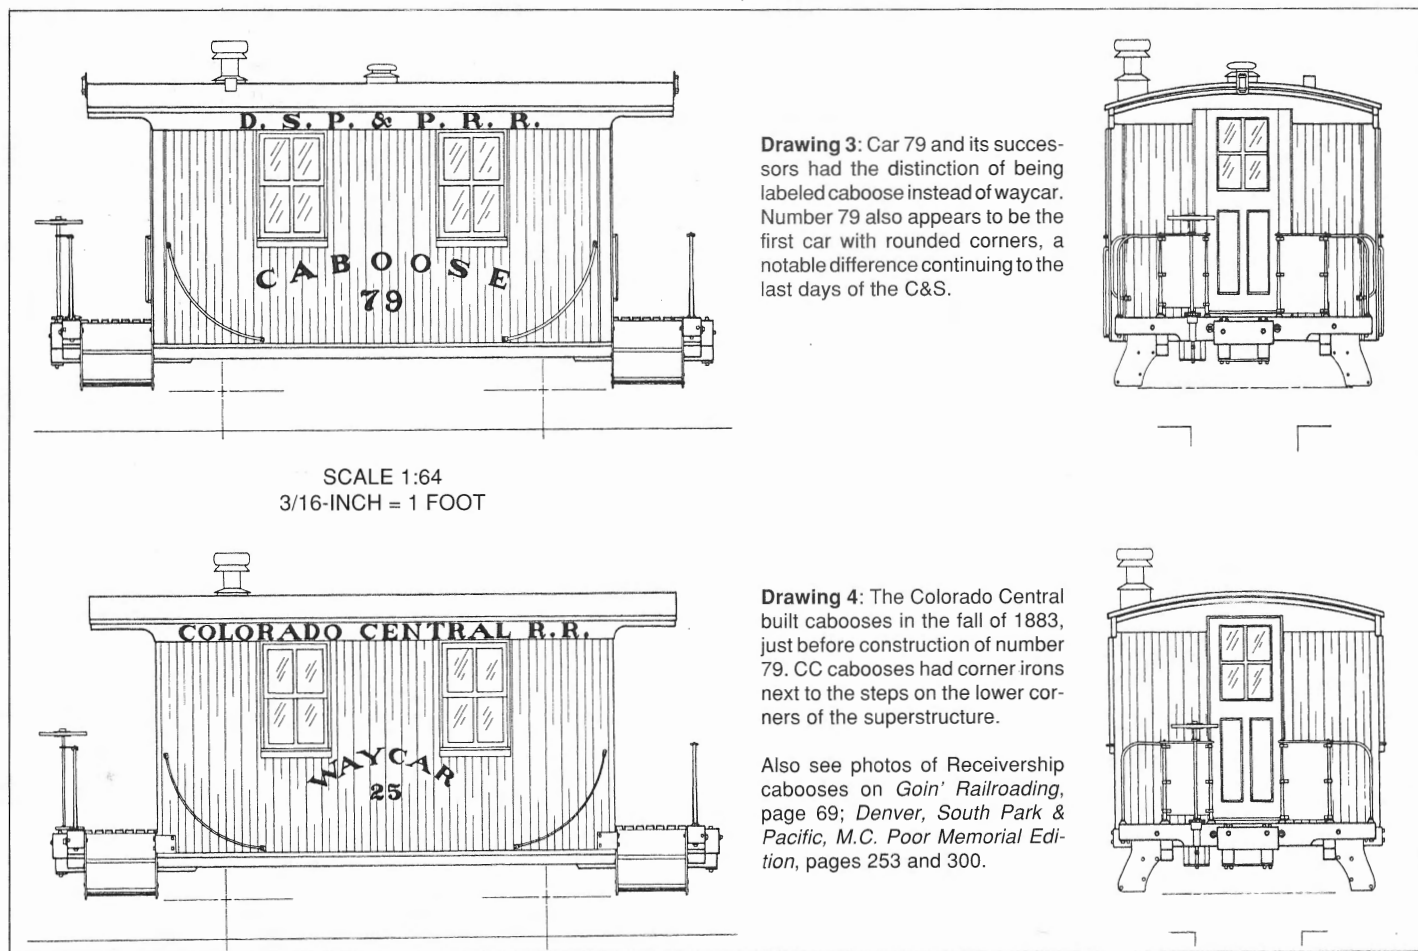 D. S. P. & P. R. R.
CABOOSE
79
Drawing 3: Car 79 and its succes-
sors had the distinction of being
labeled caboose instead of waycar.
Number 79 also appears to be the
first car with rounded corners, a
notable difference continuing to the
last days of the C&S.
SCALE 1:64
3/16-INCH = 1 FOOT
COLORADO CENTRAL R.R.
WAYCAR
25
Drawing 4: The Colorado Central
built cabooses in the fall of 1883,
just before construction of number
79. CC cabooses had corner irons
next to the steps on the lower cor-
ners of the superstructure.
Also see photos of Receivership
cabooses on Goin' Railroading,
page 69; Denver, South Park &
Pacific, M.C. Poor Memorial Edi-
tion, pages 253 and 300.